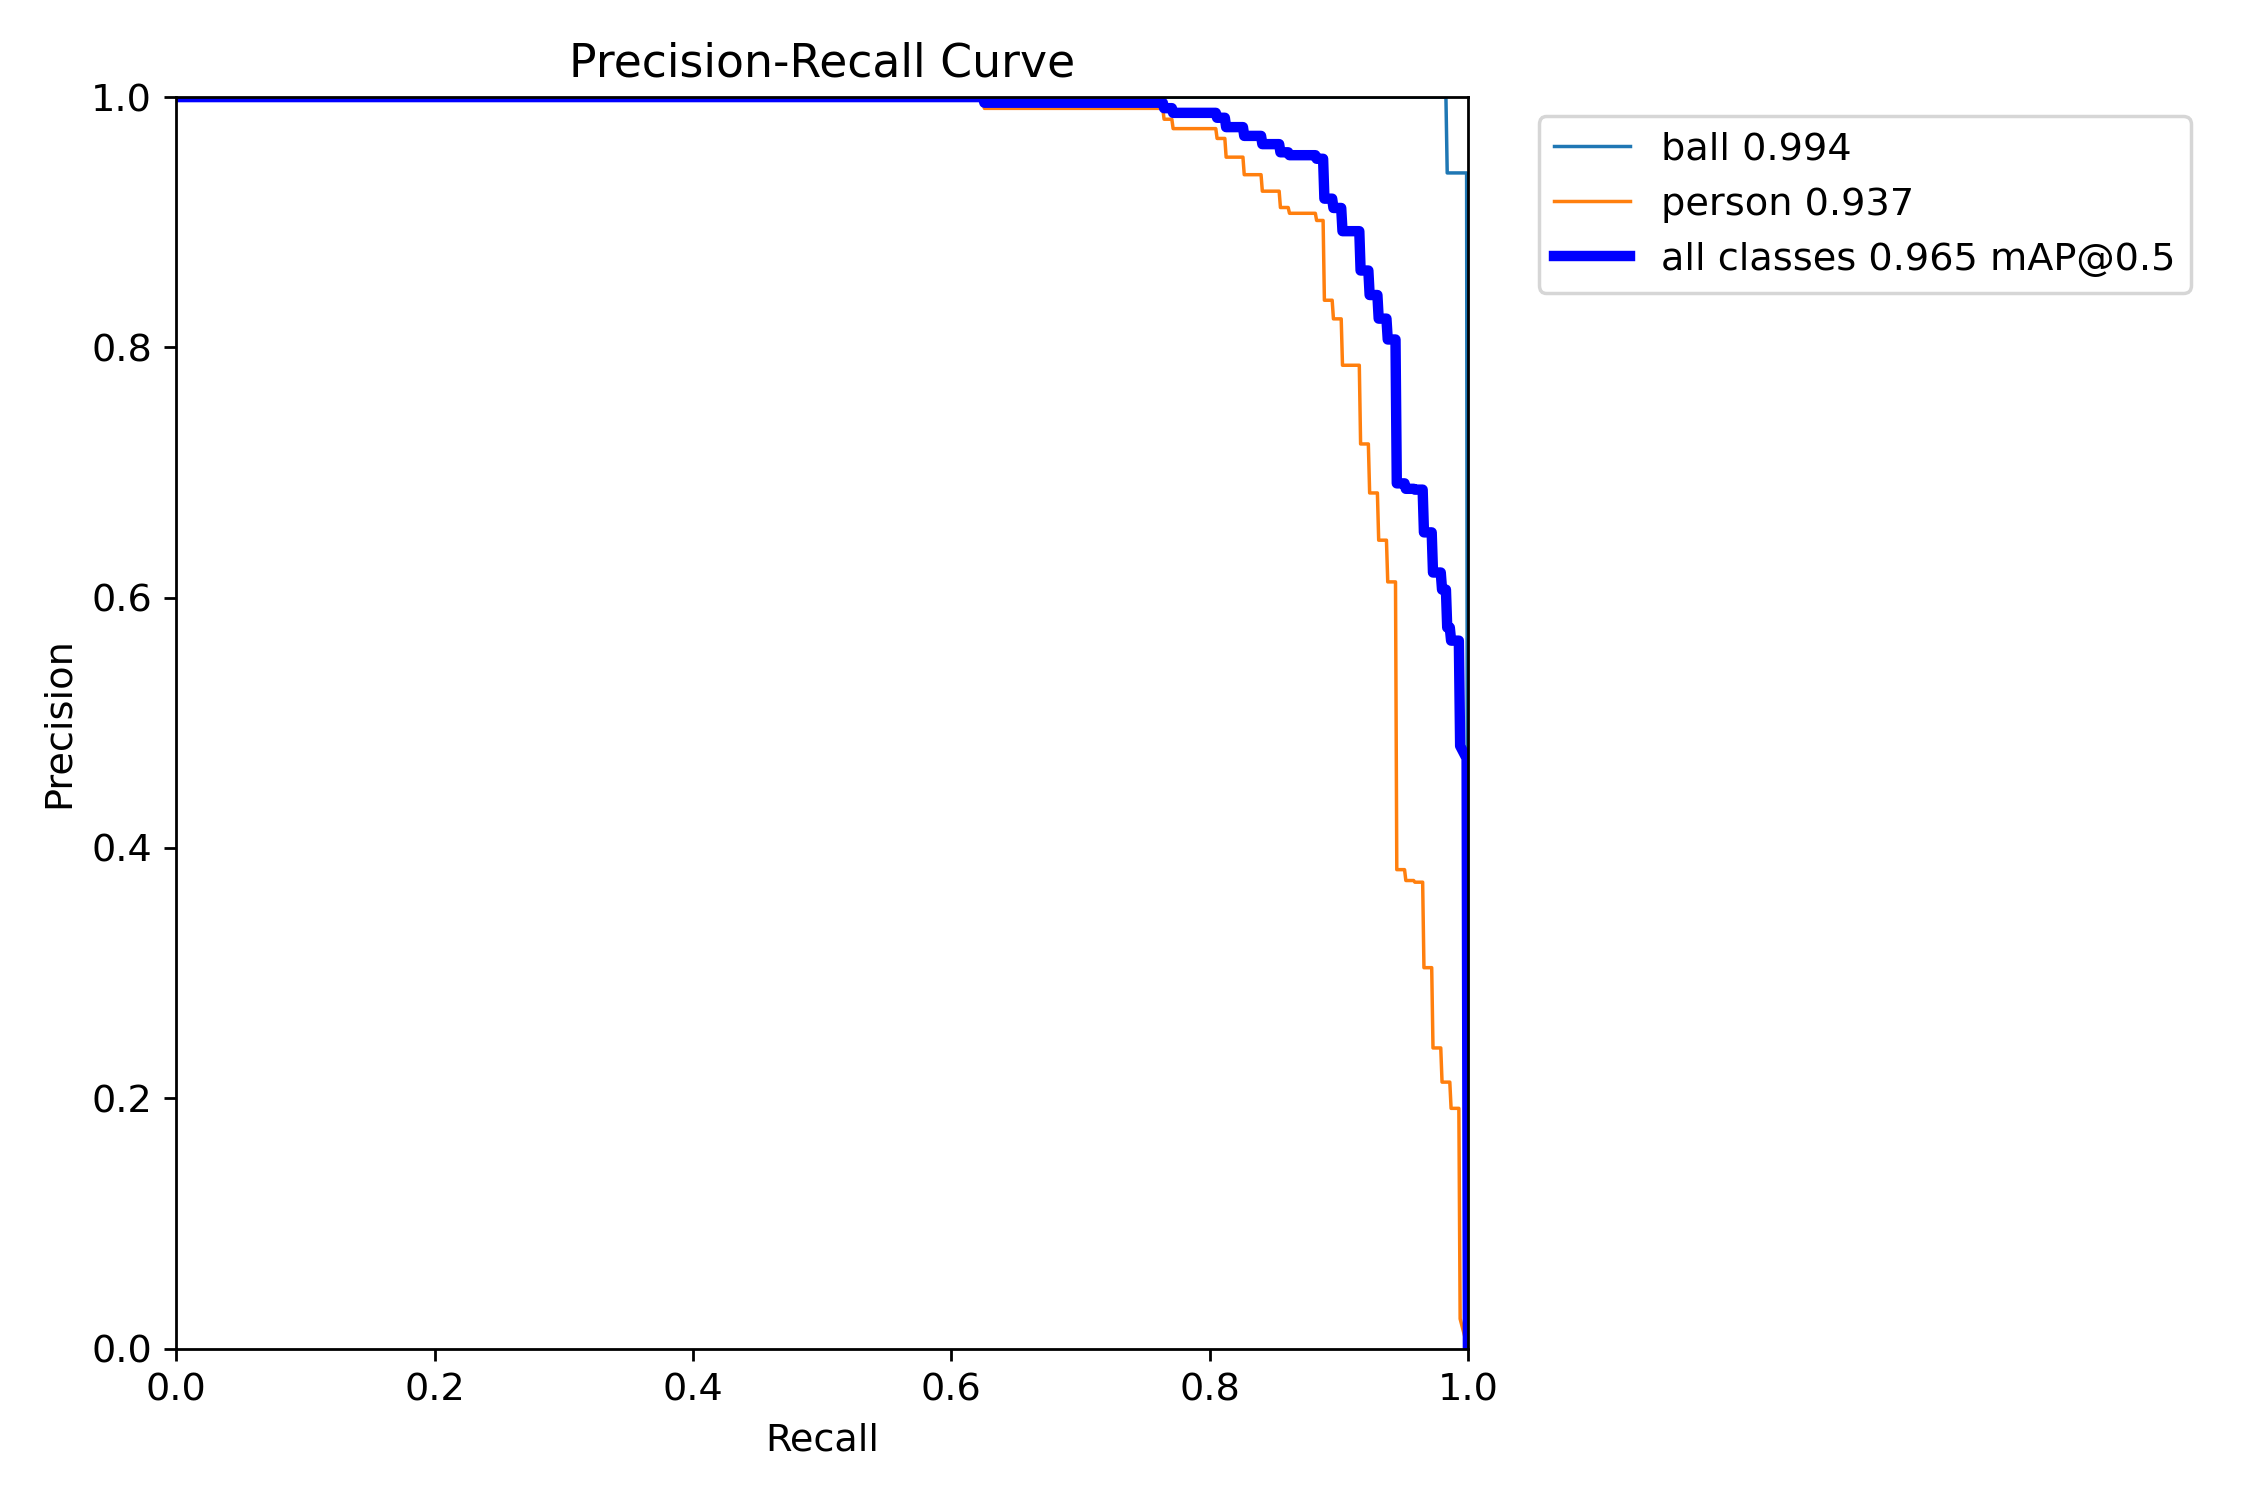 Precision-Recall Curve
1.0
0.8
0.6
0.4
0.2
0.0
Precision
0.0 0.2 0.4 0.6 0.8 1.0
Recall
ball 0.994
person 0.937
all classes 0.965 mAP@0.5